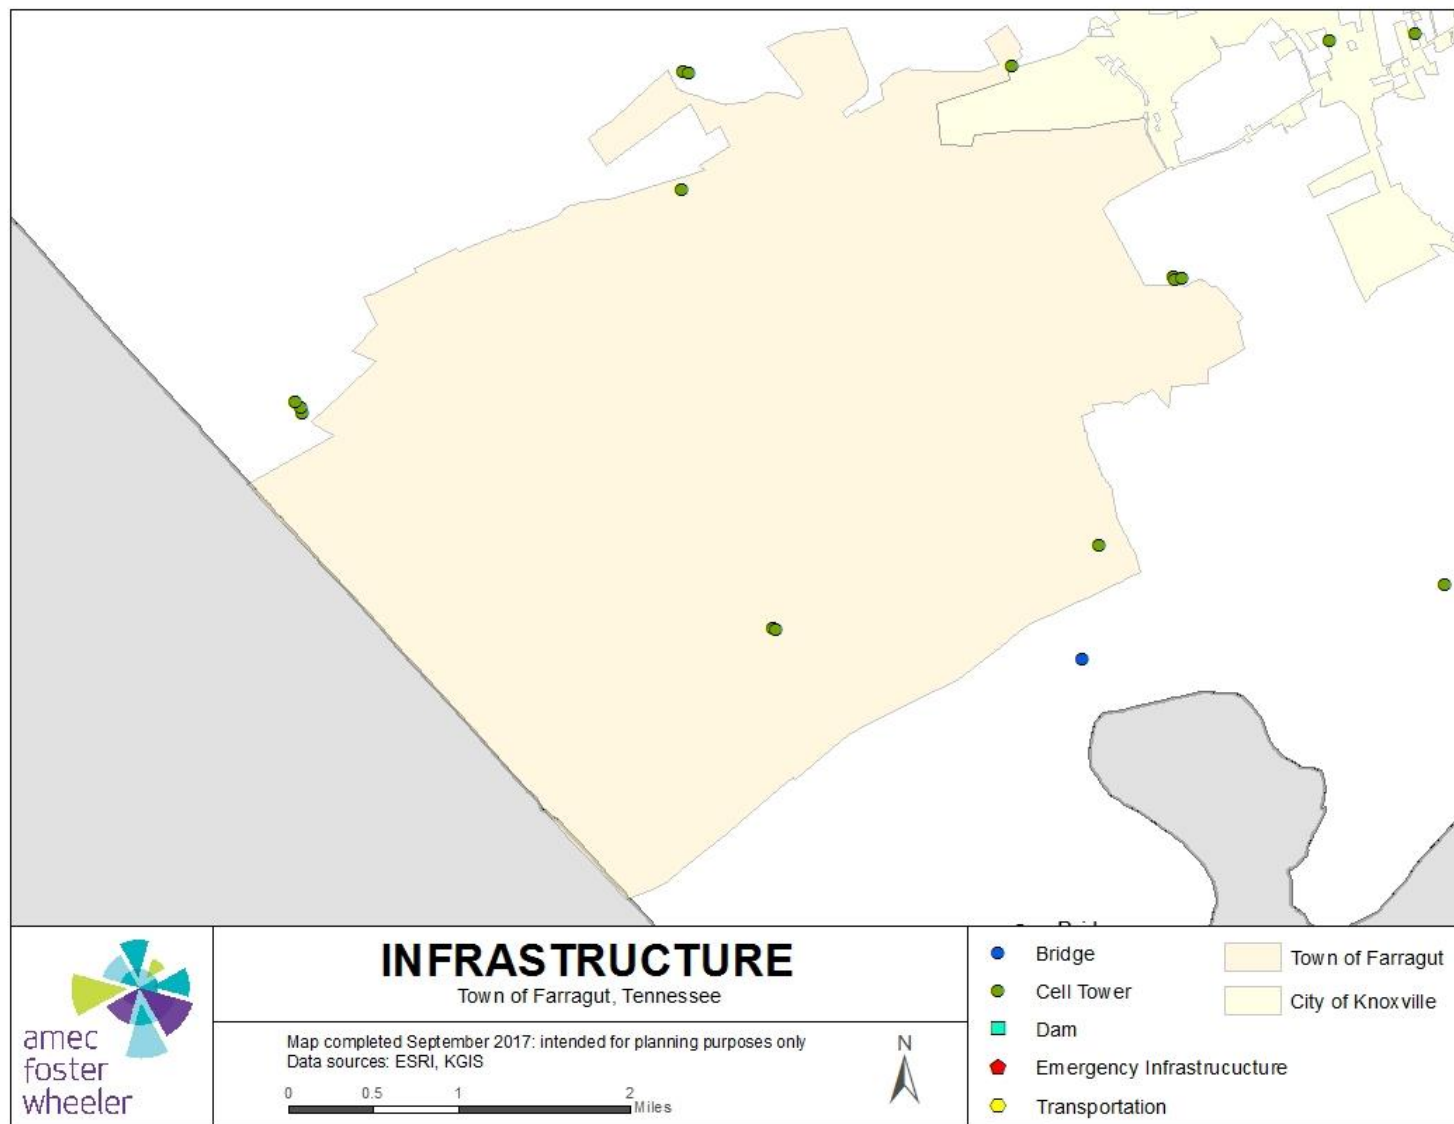 INFRASTRUCTURE
Town of Farragut, Tennessee
Map completed September 2017: intended for planning purposes only
Data sources: ESRI, KGIS
0 0.5 1 2
Miles
N
amec
foster
wheeler
Bridge
Cell Tower
Dam
Emergency Infrastrucucture
Transportation
Town of Farragut
City of Knoxville